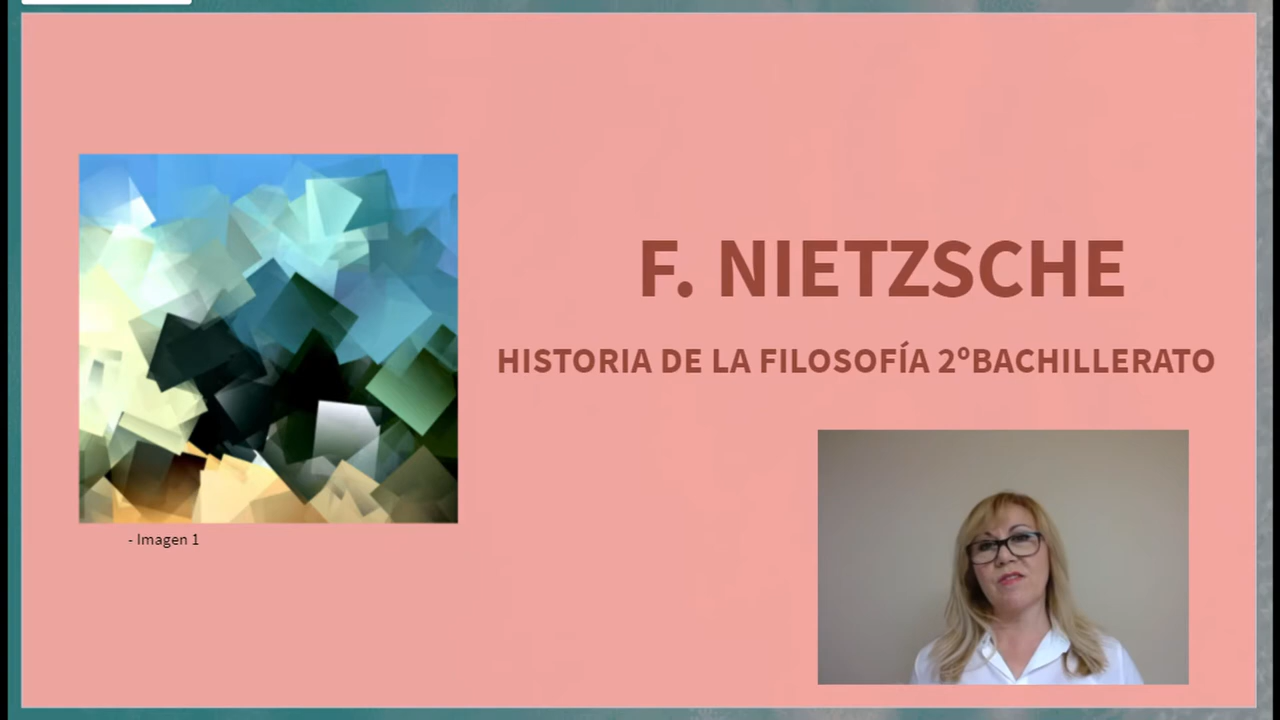 F. NIETZSCHE
HISTORIA DE LA FILOSOFÍA 2ºBACHILLERATO
- Imagen 1